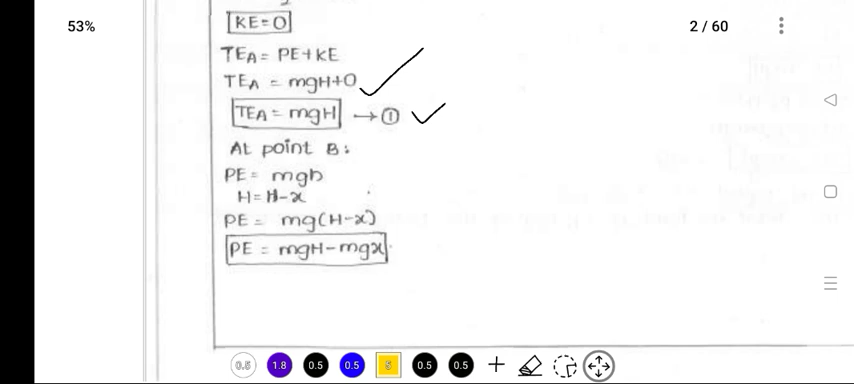 53%
2 / 60
KE=0
TEA = PE+KE
TEA = mgH+0
TEA = mgH → ①
At point B:
PE = mgh
H = H-x
PE = mg(H-x)
PE = mgH-mgx
0.5 1.8 0.5 0.5 5 0.5 0.5